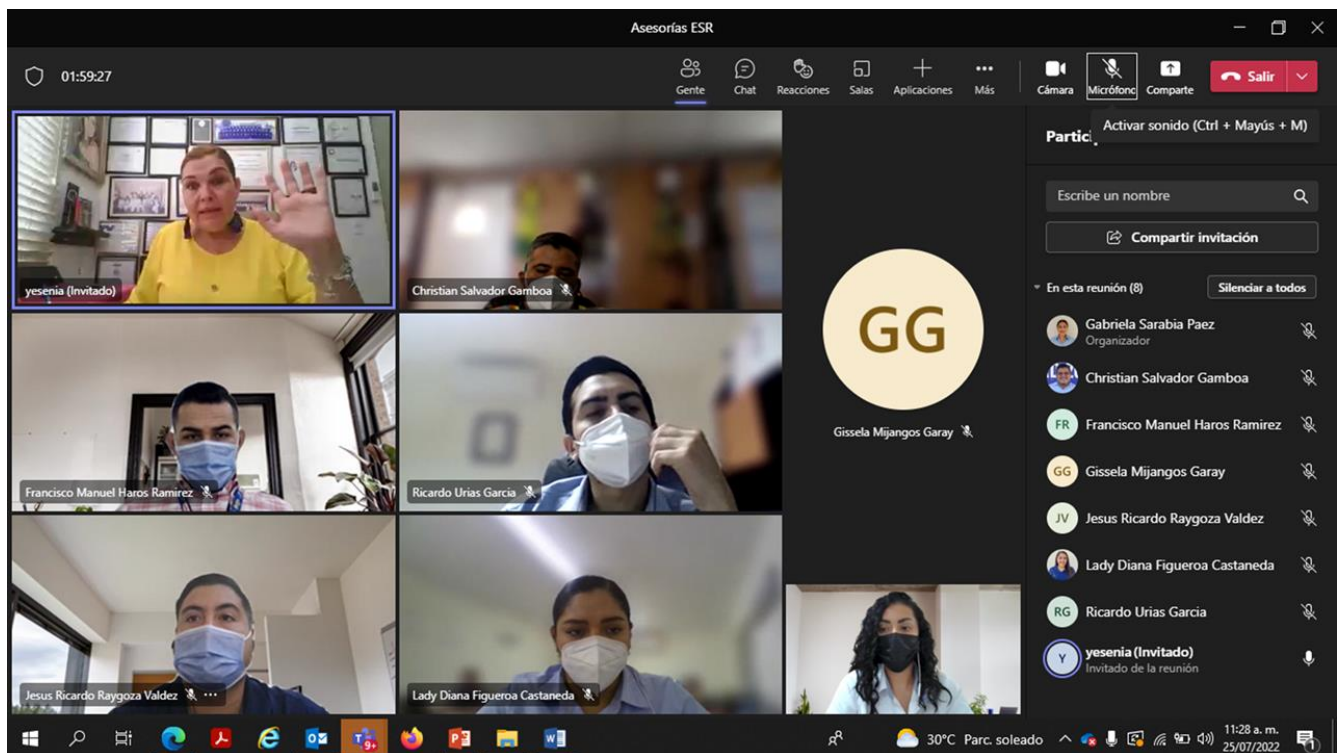 Asesorías ESR
01:59:27
Gente
Chat
Reacciones
Salas
Aplicaciones
Más
Cámara
Micrófono
Comparte
Salir
Activar sonido (Ctrl + Mayús + M)
Partici
Escribe un nombre
Compartir invitación
En esta reunión (8)
Silenciar a todos
Gabriela Sarabia Paez
Organizador
Christian Salvador Gamboa
FR
Francisco Manuel Haros Ramirez
GG
Gissela Mijangos Garay
JV
Jesus Ricardo Raygoza Valdez
Lady Diana Figueroa Castaneda
RG
Ricardo Urias Garcia
Y
yesenia (Invitado)
Invitado de la reunión
yesenia (Invitado)
Christian Salvador Gamboa
GG
Gissela Mijangos Garay
Francisco Manuel Haros Ramirez
Ricardo Urias Garcia
Jesus Ricardo Raygoza Valdez
Lady Diana Figueroa Castaneda
9+
30°C Parc. soleado
11:28 a. m.
25/07/2022
1